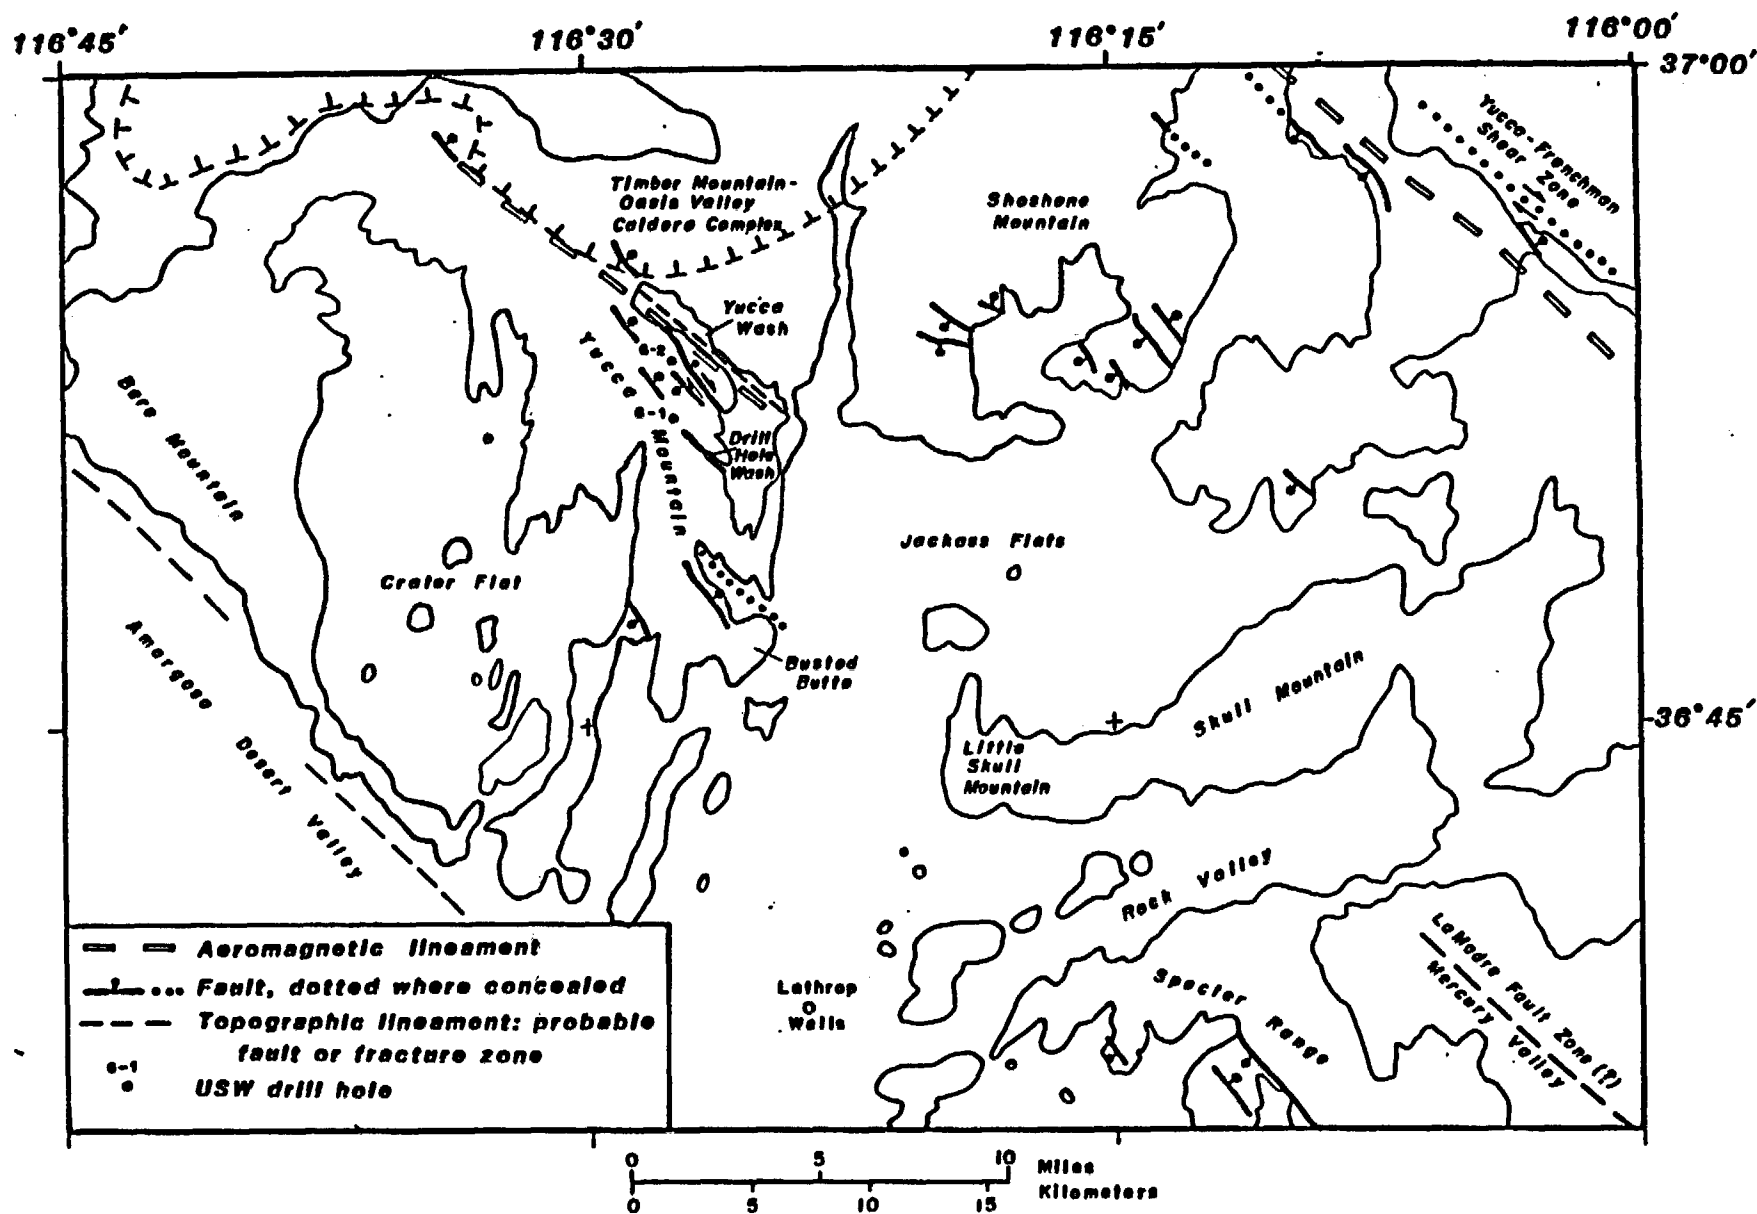 116°45'
116°30'
116°15'
116°00'
37°00'
Yucca-Frenchman
Shear
Zone
Timber Mountain-
Oasis Valley
Caldera Complex
Shoshone
Mountain
Yucca
Wash
Yucca
Mountain
G-2
G-1
Drill
Hole
Wash
Bare Mountain
Crater Flat
Jackass Flats
Amargosa Desert Valley
Busted
Butte
Skull Mountain
36°45'
Little
Skull
Mountain
Rock Valley
Lathrop
Wells
Specter Range
LaMadre Fault Zone(?)
Mercury Valley
Aeromagnetic lineament
Fault, dotted where concealed
Topographic lineament: probable
fault or fracture zone
G-1
USW drill hole
0 5 10 Miles
0 5 10 15 Kilometers